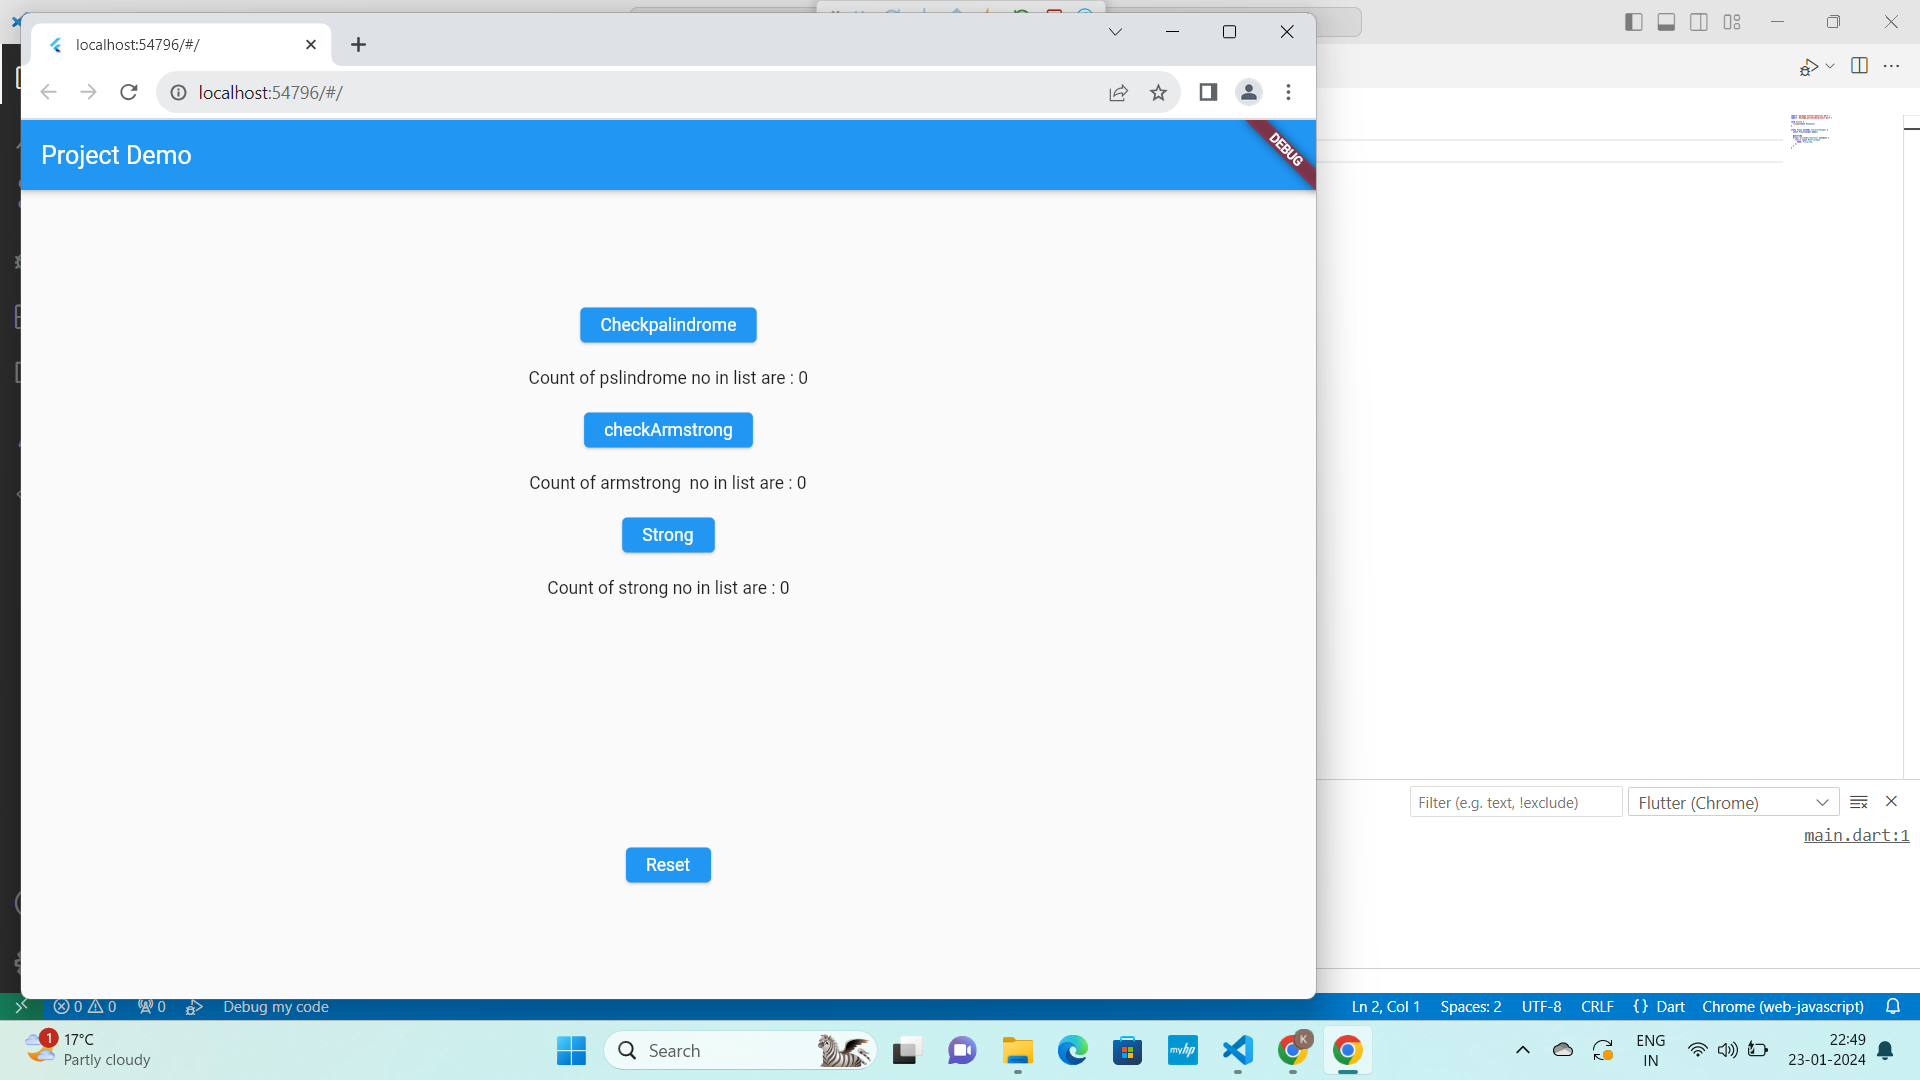 localhost:54796/#/
localhost:54796/#/
Project Demo
DEBUG
Checkpalindrome
Count of pslindrome no in list are : 0
checkArmstrong
Count of armstrong  no in list are : 0
Strong
Count of strong no in list are : 0
Reset
Filter (e.g. text, !exclude)
Flutter (Chrome)
main.dart:1
0 0 0 Debug my code
Ln 2, Col 1 Spaces: 2 UTF-8 CRLF {} Dart Chrome (web-javascript)
1
17°C
Partly cloudy
Search
myhp
K
ENG
IN
22:49
23-01-2024